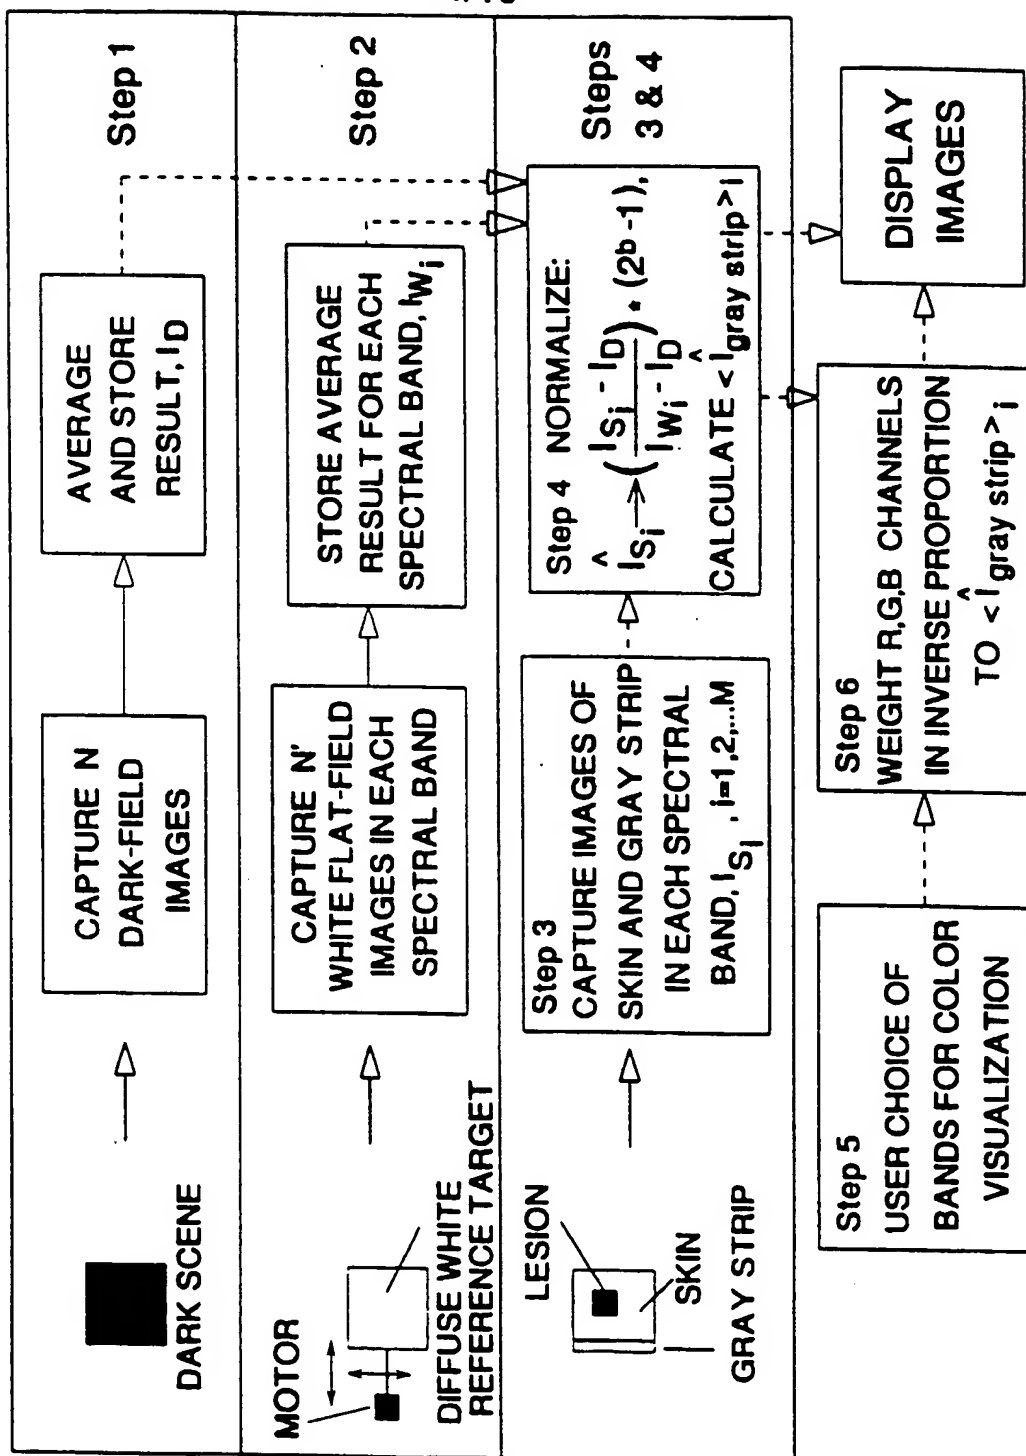 Step 1
DARK SCENE
CAPTURE N
DARK-FIELD
IMAGES
AVERAGE
AND STORE
RESULT, I_D
Step 2
MOTOR
DIFFUSE WHITE
REFERENCE TARGET
CAPTURE N'
WHITE FLAT-FIELD
IMAGES IN EACH
SPECTRAL BAND
STORE AVERAGE
RESULT FOR EACH
SPECTRAL BAND, I_Wi
Steps
3 & 4
LESION
SKIN
GRAY STRIP
Step 3
CAPTURE IMAGES OF
SKIN AND GRAY STRIP
IN EACH SPECTRAL
BAND, I_Si , i=1,2,...M
Step 4 NORMALIZE:
Î_Si → ((I_Si - I_D) / (I_Wi - I_D)) * (2^b -1),
CALCULATE < Î_gray strip >_i
Step 5
USER CHOICE OF
BANDS FOR COLOR
VISUALIZATION
Step 6
WEIGHT R,G,B CHANNELS
IN INVERSE PROPORTION
TO < Î_gray strip >_i
DISPLAY
IMAGES